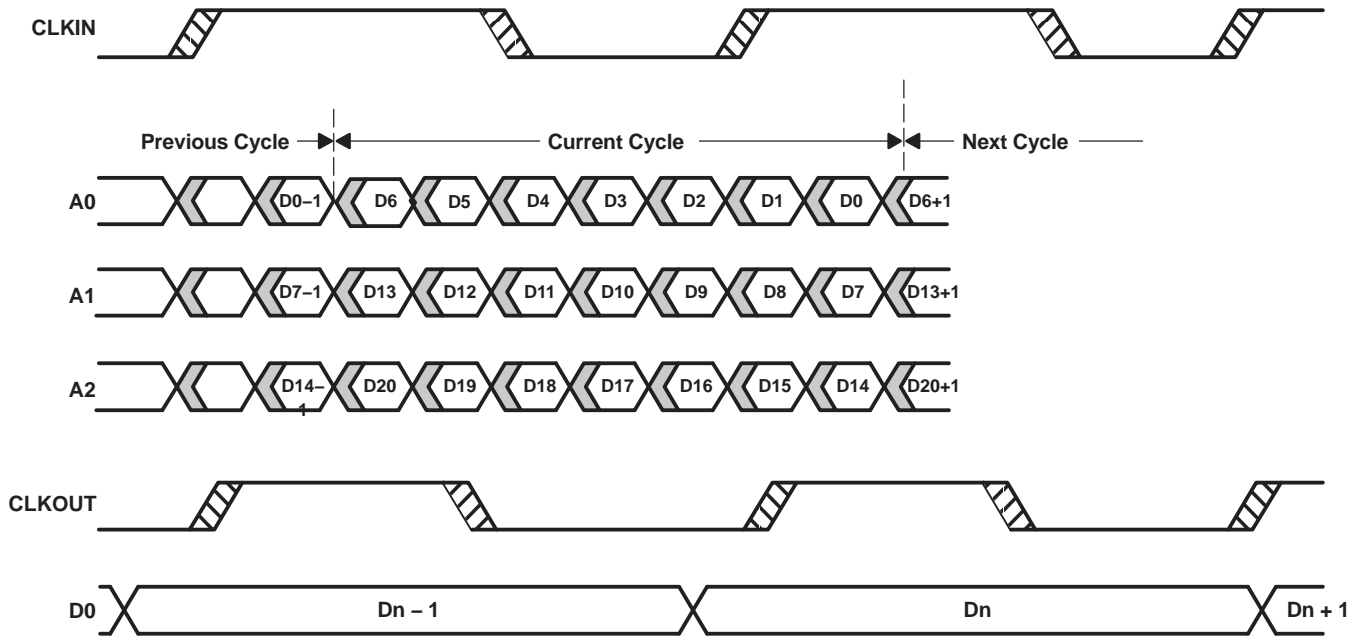 CLKIN
Previous Cycle Current Cycle Next Cycle
A0 D0–1 D6 D5 D4 D3 D2 D1 D0 D6+1
A1 D7–1 D13 D12 D11 D10 D9 D8 D7 D13+1
A2 D14– D20 D19 D18 D17 D16 D15 D14 D20+1
1
CLKOUT
D0 Dn – 1 Dn Dn + 1